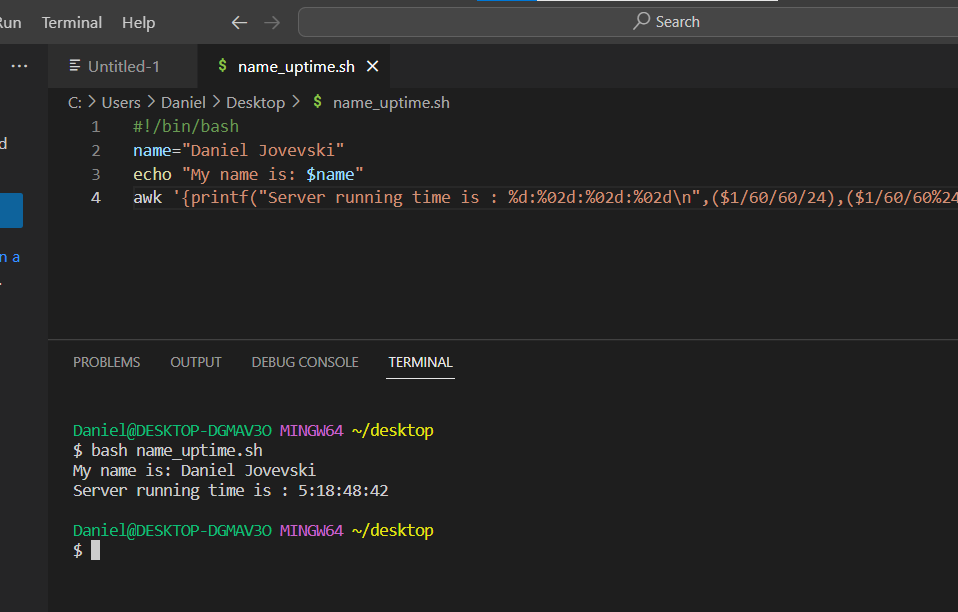 Run Terminal Help ← → Search
··· Untitled-1 $ name_uptime.sh ×
C: > Users > Daniel > Desktop > $ name_uptime.sh
1 #!/bin/bash
2 name="Daniel Jovevski"
3 echo "My name is: $name"
4 awk '{printf("Server running time is : %d:%02d:%02d:%02d\n",($1/60/60/24),($1/60/60%24
d
n a
PROBLEMS OUTPUT DEBUG CONSOLE TERMINAL
Daniel@DESKTOP-DGMAV3O MINGW64 ~/desktop
$ bash name_uptime.sh
My name is: Daniel Jovevski
Server running time is : 5:18:48:42
Daniel@DESKTOP-DGMAV3O MINGW64 ~/desktop
$